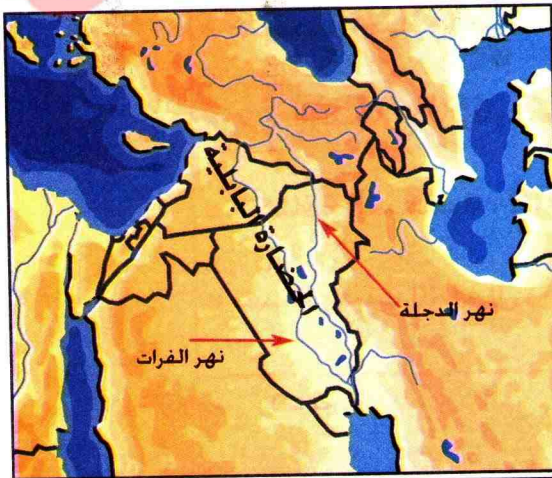 الحضارة البابلية
نهر الدجلة
نهر الفرات